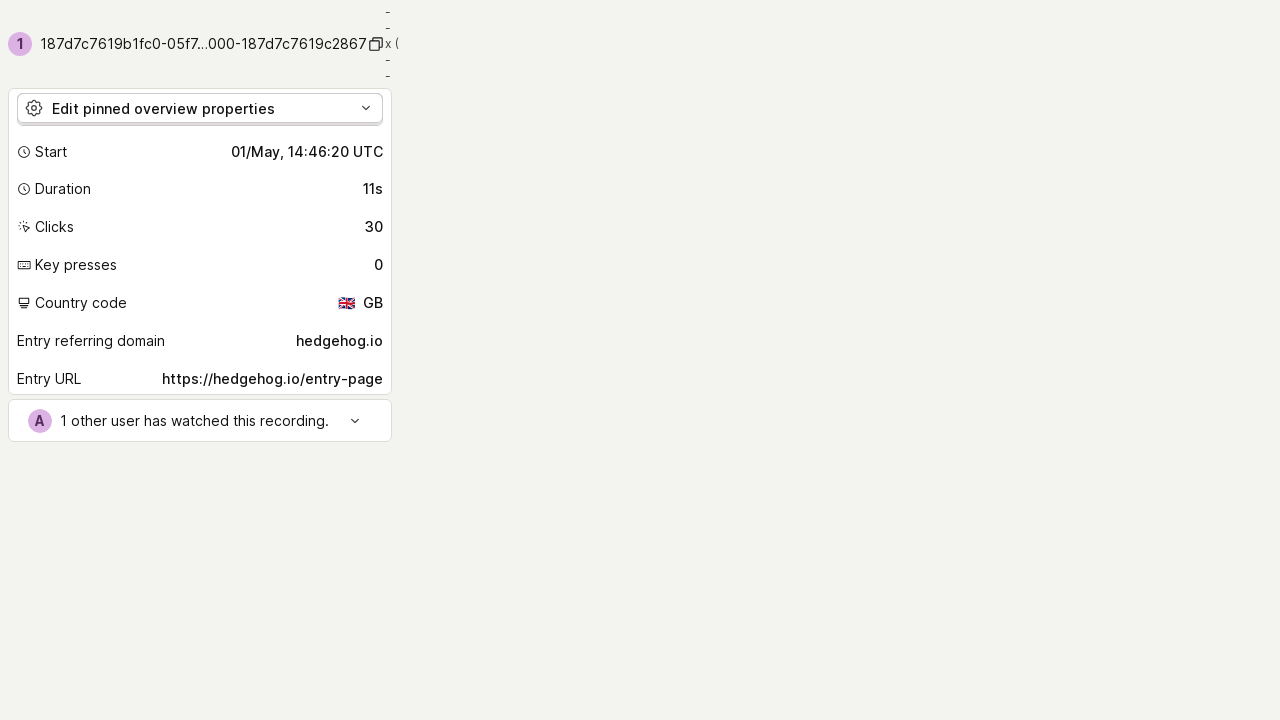 1 187d7c7619b1fc0-05f7...000-187d7c7619c2867
-
-
x (
-
-
Edit pinned overview properties
Start 01/May, 14:46:20 UTC
Duration 11s
Clicks 30
Key presses 0
Country code 🇬🇧 GB
Entry referring domain hedgehog.io
Entry URL https://hedgehog.io/entry-page
A 1 other user has watched this recording.